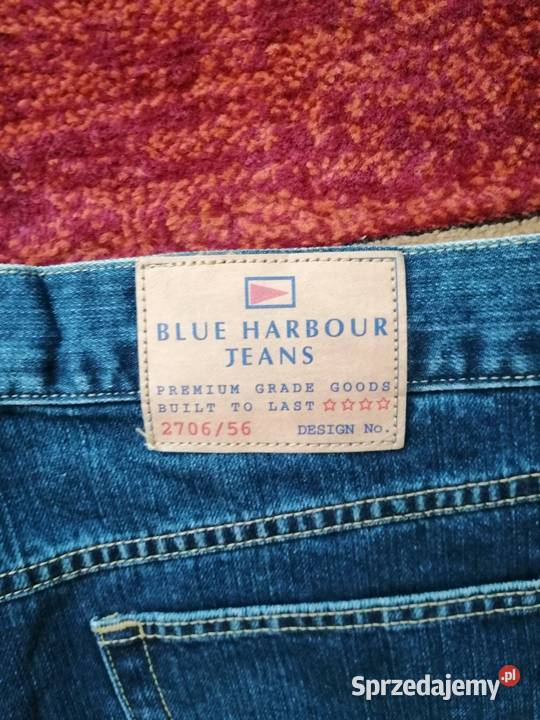 BLUE HARBOUR
JEANS
PREMIUM GRADE GOODS
BUILT TO LAST ☆☆☆☆
2706/56 DESIGN No.
Sprzedajemy.pl